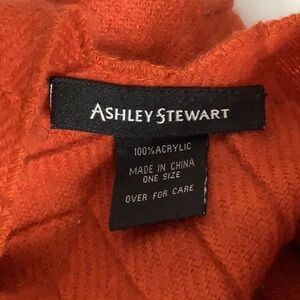 ASHLEY STEWART
100% ACRYLIC
MADE IN CHINA
ONE SIZE
OVER FOR CARE